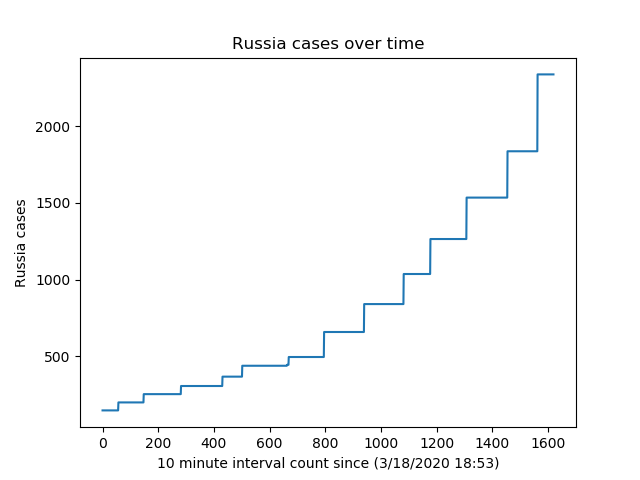 Russia cases over time
2000
1500
1000
500
Russia cases
0 200 400 600 800 1000 1200 1400 1600
10 minute interval count since (3/18/2020 18:53)